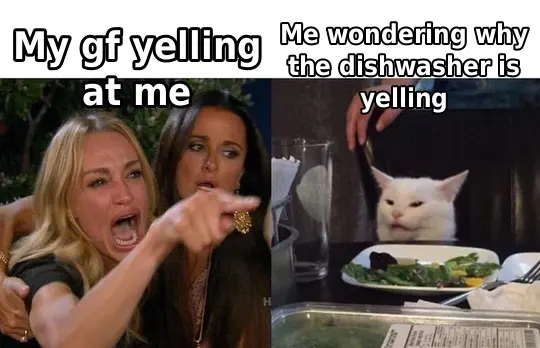 My gf yelling
at me
Me wondering why
the dishwasher is
yelling